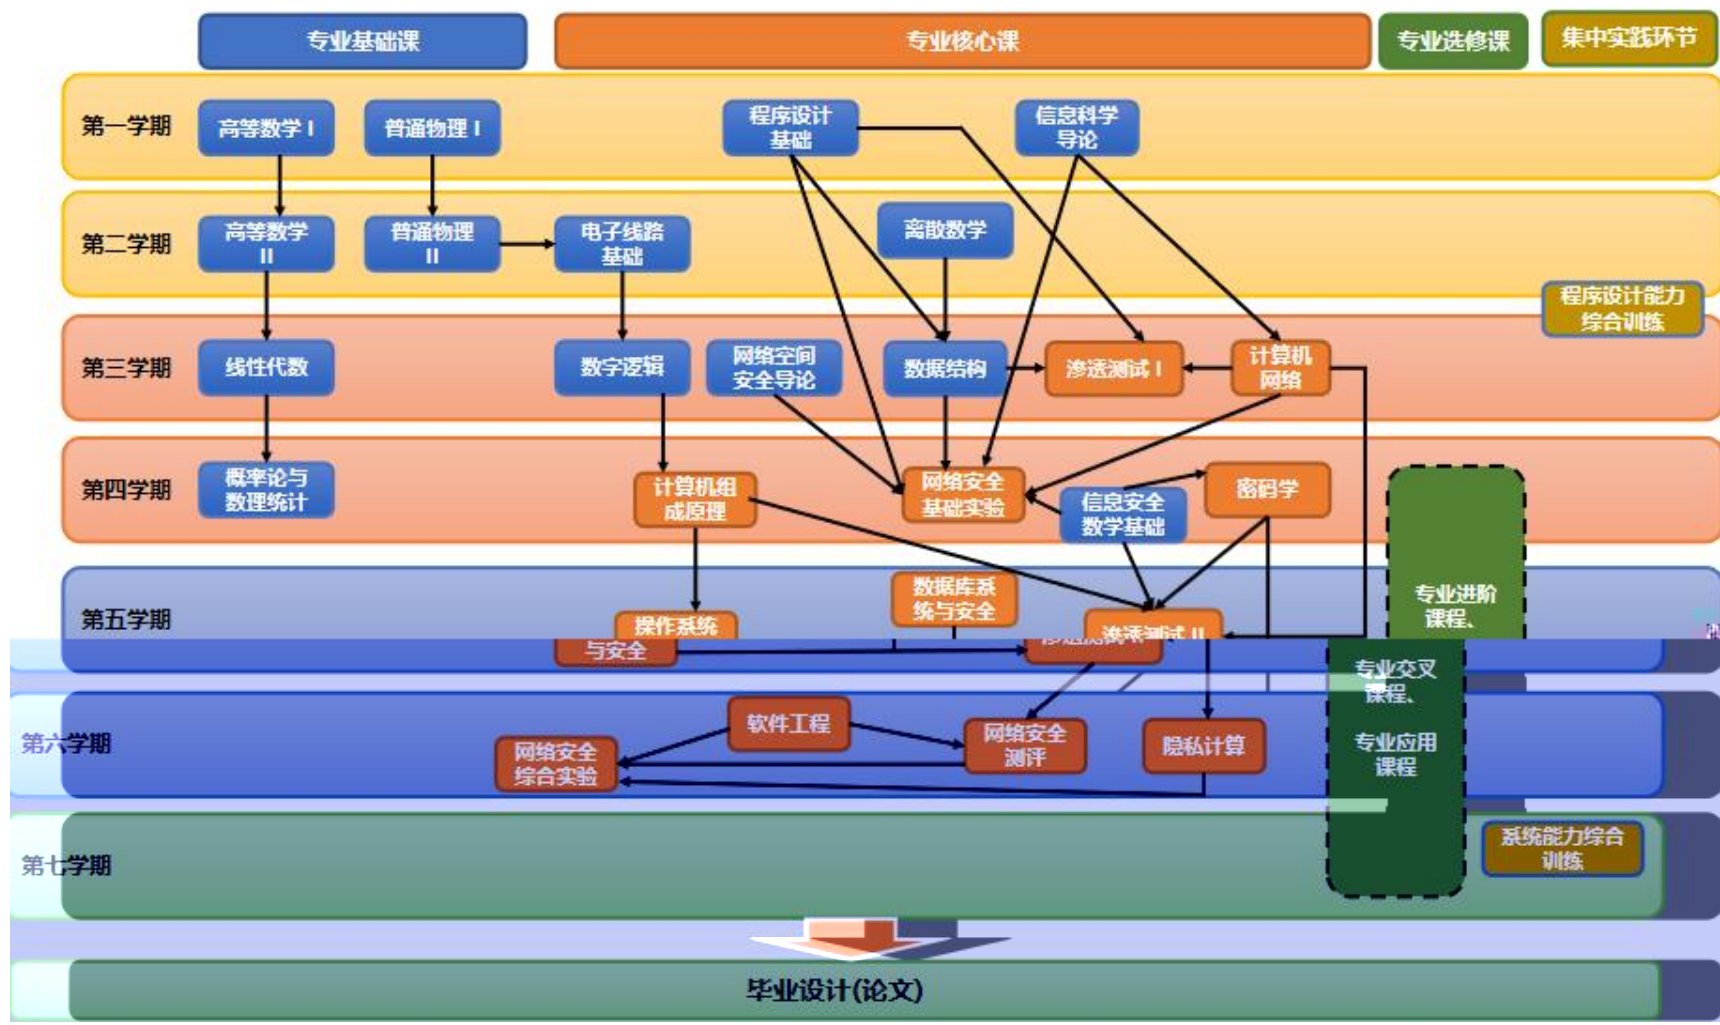 专业基础课
专业核心课
专业选修课
集中实践环节
第一学期
高等数学 I
普通物理 I
程序设计
基础
信息科学
导论
第二学期
高等数学
II
普通物理
II
电子线路
基础
离散数学
程序设计能力
综合训练
第三学期
线性代数
数字逻辑
网络空间
安全导论
数据结构
渗透测试 I
计算机
网络
第四学期
概率论与
数理统计
计算机组
成原理
网络安全
基础实验
信息安全
数学基础
密码学
第五学期
操作系统
与安全
数据库系
统与安全
渗透测试 II
专业进阶
课程、
专业交叉
课程、
专业应用
课程
第六学期
网络安全
综合实验
软件工程
网络安全
测评
隐私计算
第七学期
系统能力综合
训练
毕业设计(论文)